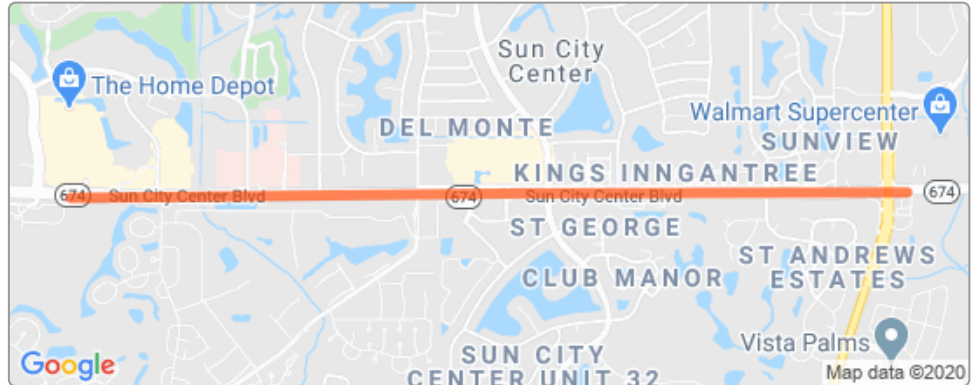 Sun City
Center
The Home Depot
Walmart Supercenter
DEL MONTE
SUNVIEW
KINGS INNGANTREE
674 Sun City Center Blvd 674 Sun City Center Blvd 674
ST GEORGE
ST ANDREWS
ESTATES
CLUB MANOR
Vista Palms
SUN CITY
CENTER UNIT 32
Google
Map data ©2020